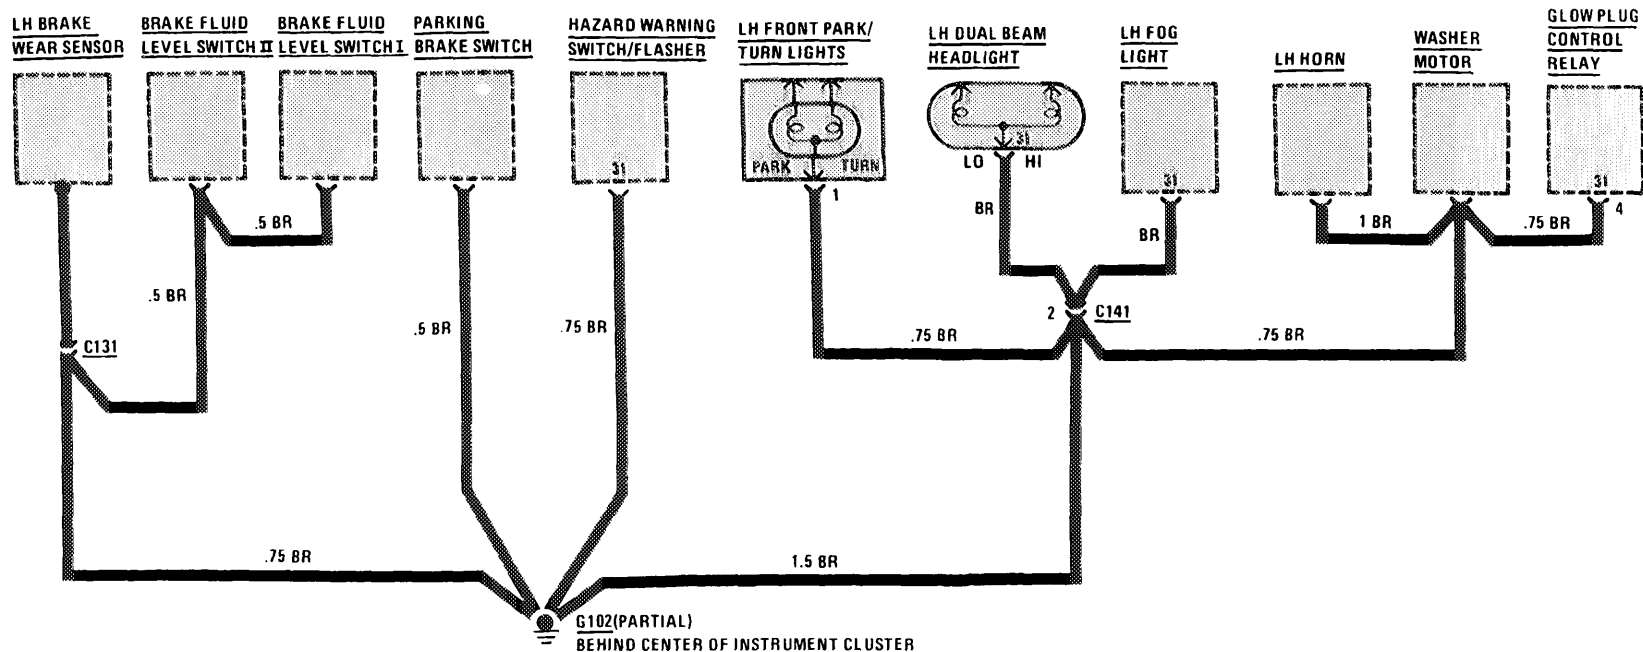 LH BRAKE
WEAR SENSOR
BRAKE FLUID
LEVEL SWITCH II
BRAKE FLUID
LEVEL SWITCH I
PARKING
BRAKE SWITCH
HAZARD WARNING
SWITCH/FLASHER
LH FRONT PARK/
TURN LIGHTS
LH DUAL BEAM
HEADLIGHT
LH FOG
LIGHT
LH HORN
WASHER
MOTOR
GLOW PLUG
CONTROL
RELAY
31
PARK
TURN
1
31
LO
HI
31
31
4
.5 BR
BR
BR
1 BR
.75 BR
.5 BR
.5 BR
.75 BR
2
C141
.75 BR
.75 BR
C131
.75 BR
1.5 BR
G102(PARTIAL)
BEHIND CENTER OF INSTRUMENT CLUSTER